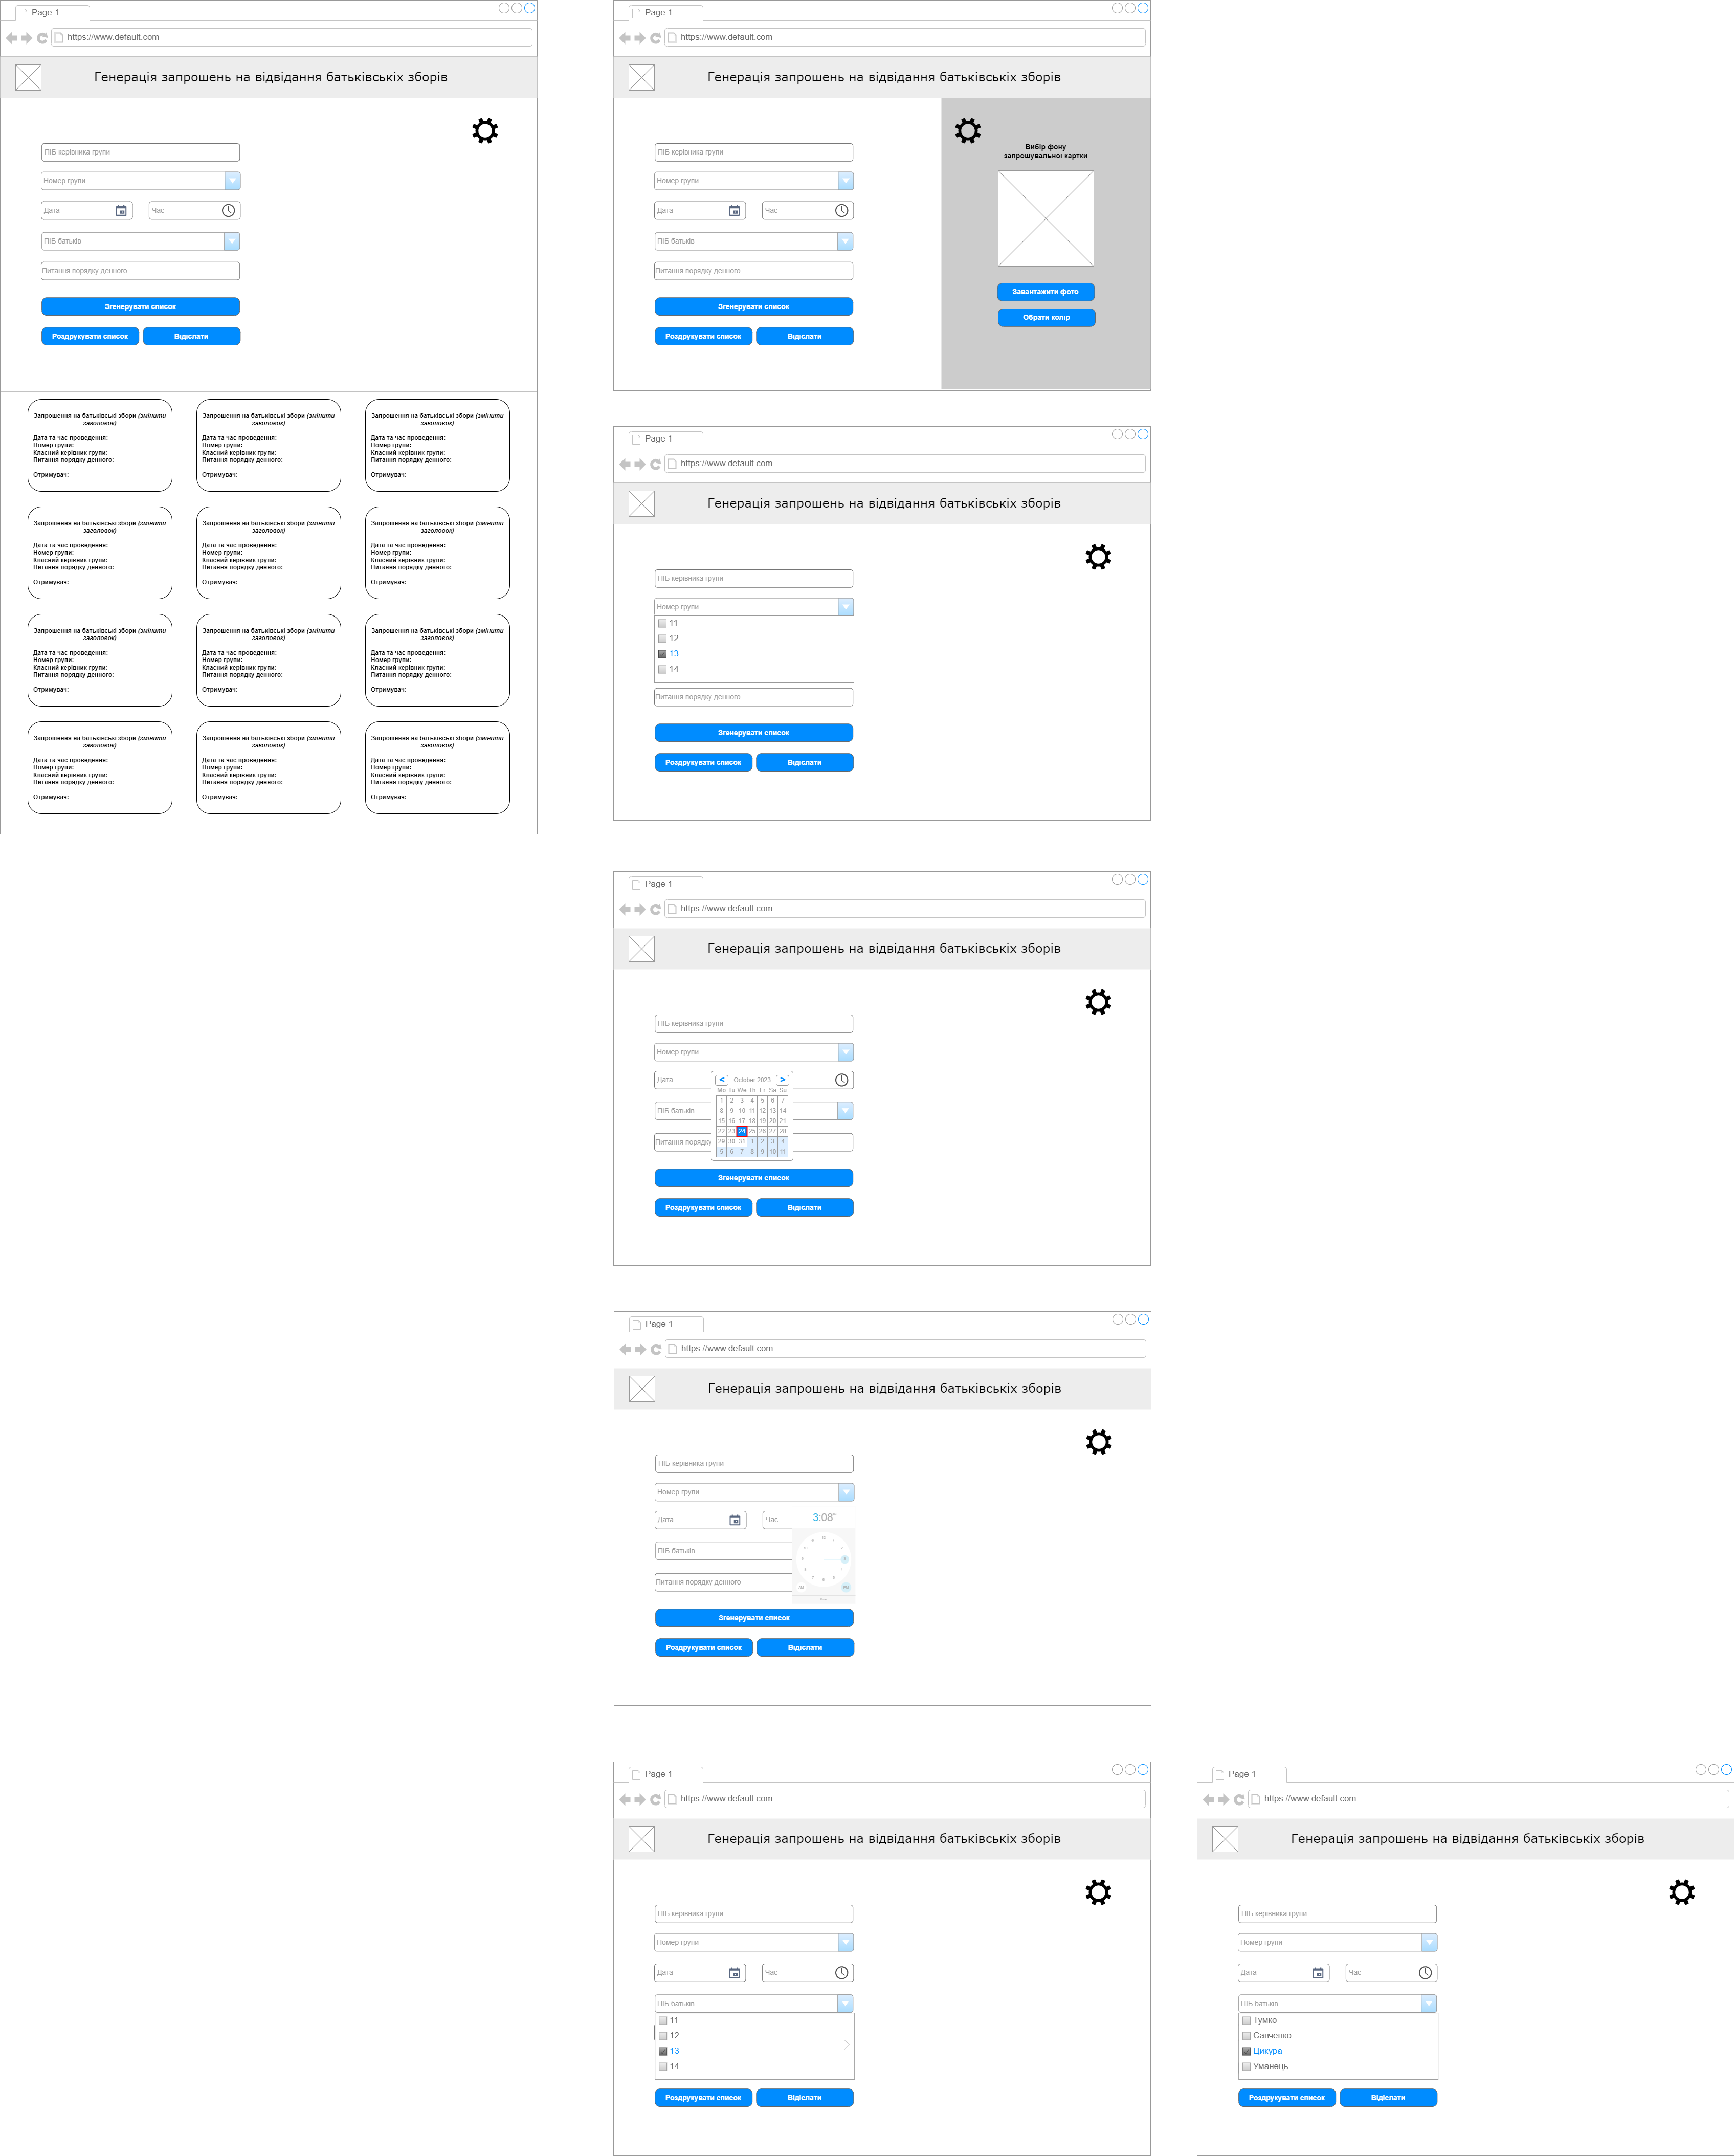 Page 1
https://www.default.com
Генерація запрошень на відвідання батьківськіх зборів
ПІБ керівника групи
Номер групи
Дата Час
ПІБ батьків
Питання порядку денного
Згенерувати список
Роздрукувати список Відіслати
Запрошення на батьківські збори (змінити
заголовок)
Дата та час проведення:
Номер групи:
Класний керівник групи:
Питання порядку денного:
Отримувач:
Запрошення на батьківські збори (змінити
заголовок)
Дата та час проведення:
Номер групи:
Класний керівник групи:
Питання порядку денного:
Отримувач:
Запрошення на батьківські збори (змінити
заголовок)
Дата та час проведення:
Номер групи:
Класний керівник групи:
Питання порядку денного:
Отримувач:
Запрошення на батьківські збори (змінити
заголовок)
Дата та час проведення:
Номер групи:
Класний керівник групи:
Питання порядку денного:
Отримувач:
Запрошення на батьківські збори (змінити
заголовок)
Дата та час проведення:
Номер групи:
Класний керівник групи:
Питання порядку денного:
Отримувач:
Запрошення на батьківські збори (змінити
заголовок)
Дата та час проведення:
Номер групи:
Класний керівник групи:
Питання порядку денного:
Отримувач:
Запрошення на батьківські збори (змінити
заголовок)
Дата та час проведення:
Номер групи:
Класний керівник групи:
Питання порядку денного:
Отримувач:
Запрошення на батьківські збори (змінити
заголовок)
Дата та час проведення:
Номер групи:
Класний керівник групи:
Питання порядку денного:
Отримувач:
Запрошення на батьківські збори (змінити
заголовок)
Дата та час проведення:
Номер групи:
Класний керівник групи:
Питання порядку денного:
Отримувач:
Запрошення на батьківські збори (змінити
заголовок)
Дата та час проведення:
Номер групи:
Класний керівник групи:
Питання порядку денного:
Отримувач:
Запрошення на батьківські збори (змінити
заголовок)
Дата та час проведення:
Номер групи:
Класний керівник групи:
Питання порядку денного:
Отримувач:
Запрошення на батьківські збори (змінити
заголовок)
Дата та час проведення:
Номер групи:
Класний керівник групи:
Питання порядку денного:
Отримувач:
Page 1
https://www.default.com
Генерація запрошень на відвідання батьківськіх зборів
ПІБ керівника групи
Номер групи
Дата Час
ПІБ батьків
Питання порядку денного
Згенерувати список
Роздрукувати список Відіслати
Вибір фону
запрошувальної картки
Завантажити фото
Обрати колір
Page 1
https://www.default.com
Генерація запрошень на відвідання батьківськіх зборів
ПІБ керівника групи
Номер групи
11
12
13
14
Питання порядку денного
Згенерувати список
Роздрукувати список Відіслати
Page 1
https://www.default.com
Генерація запрошень на відвідання батьківськіх зборів
ПІБ керівника групи
Номер групи
Дата
ПІБ батьків
Питання порядку
< October 2023 >
Mo Tu We Th Fri Sa Su
1 2 3 4 5 6 7
8 9 10 11 12 13 14
15 16 17 18 19 20 21
22 23 24 25 26 27 28
29 30 31 1 2 3 4
5 6 7 8 9 10 11
Згенерувати список
Роздрукувати список Відіслати
Page 1
https://www.default.com
Генерація запрошень на відвідання батьківськіх зборів
ПІБ керівника групи
Номер групи
Дата Час 3:08
ПІБ батьків
Питання порядку денного
Згенерувати список
Роздрукувати список Відіслати
Page 1
https://www.default.com
Генерація запрошень на відвідання батьківськіх зборів
ПІБ керівника групи
Номер групи
Дата Час
ПІБ батьків
11
12
13
14
Роздрукувати список Відіслати
Page 1
https://www.default.com
Генерація запрошень на відвідання батьківськіх зборів
ПІБ керівника групи
Номер групи
Дата Час
ПІБ батьків
Тумко
Савченко
Цикура
Уманець
Роздрукувати список Відіслати